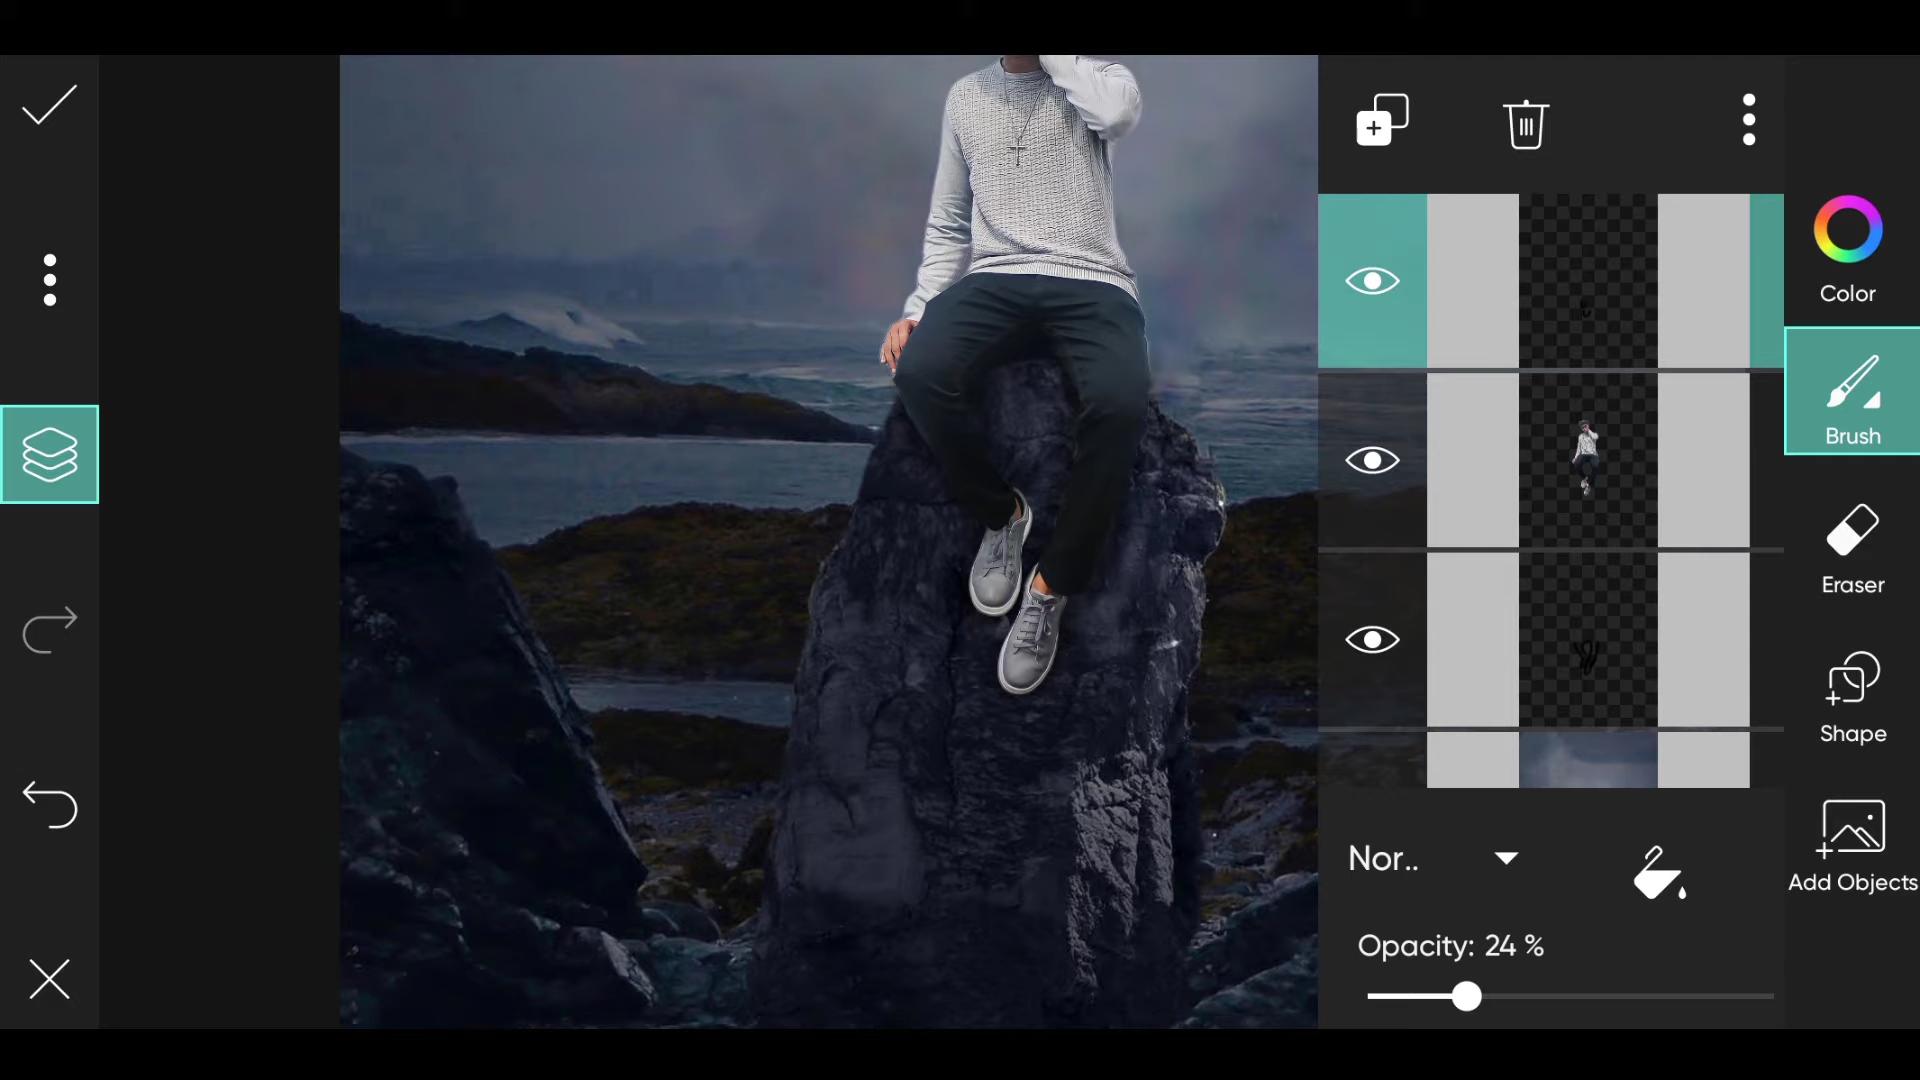 Color
Brush
Eraser
Shape
Add Objects
Nor..
Opacity: 24 %